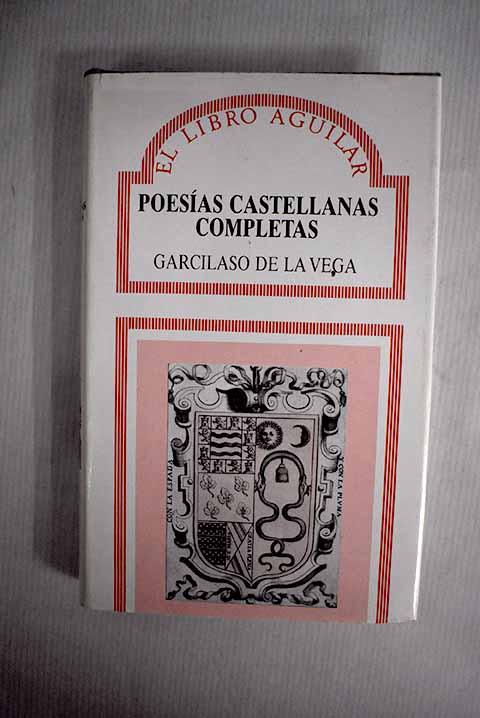 EL LIBRO AGUILAR
POESÍAS CASTELLANAS
COMPLETAS
GARCILASO DE LA VEGA
CON LA ESPADA
Y CON LA PLUMA